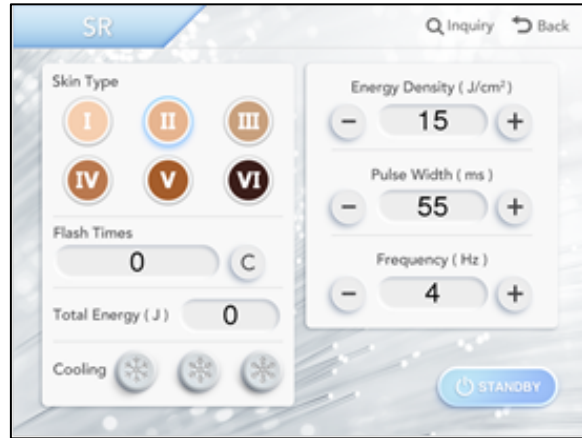 SR
Inquiry
Back
Skin Type
I II III
IV V VI
Flash Times
0 C
Total Energy ( J ) 0
Cooling
Energy Density ( J/cm²)
− 15 +
Pulse Width ( ms )
− 55 +
Frequency ( Hz )
− 4 +
STANDBY